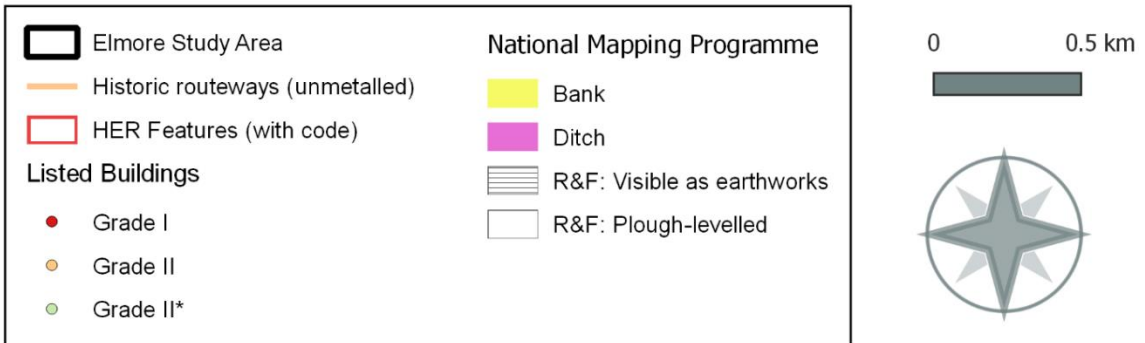 Elmore Study Area
Historic routeways (unmetalled)
HER Features (with code)
Listed Buildings
Grade I
Grade II
Grade II*
National Mapping Programme
Bank
Ditch
R&F: Visible as earthworks
R&F: Plough-levelled
0 0.5 km